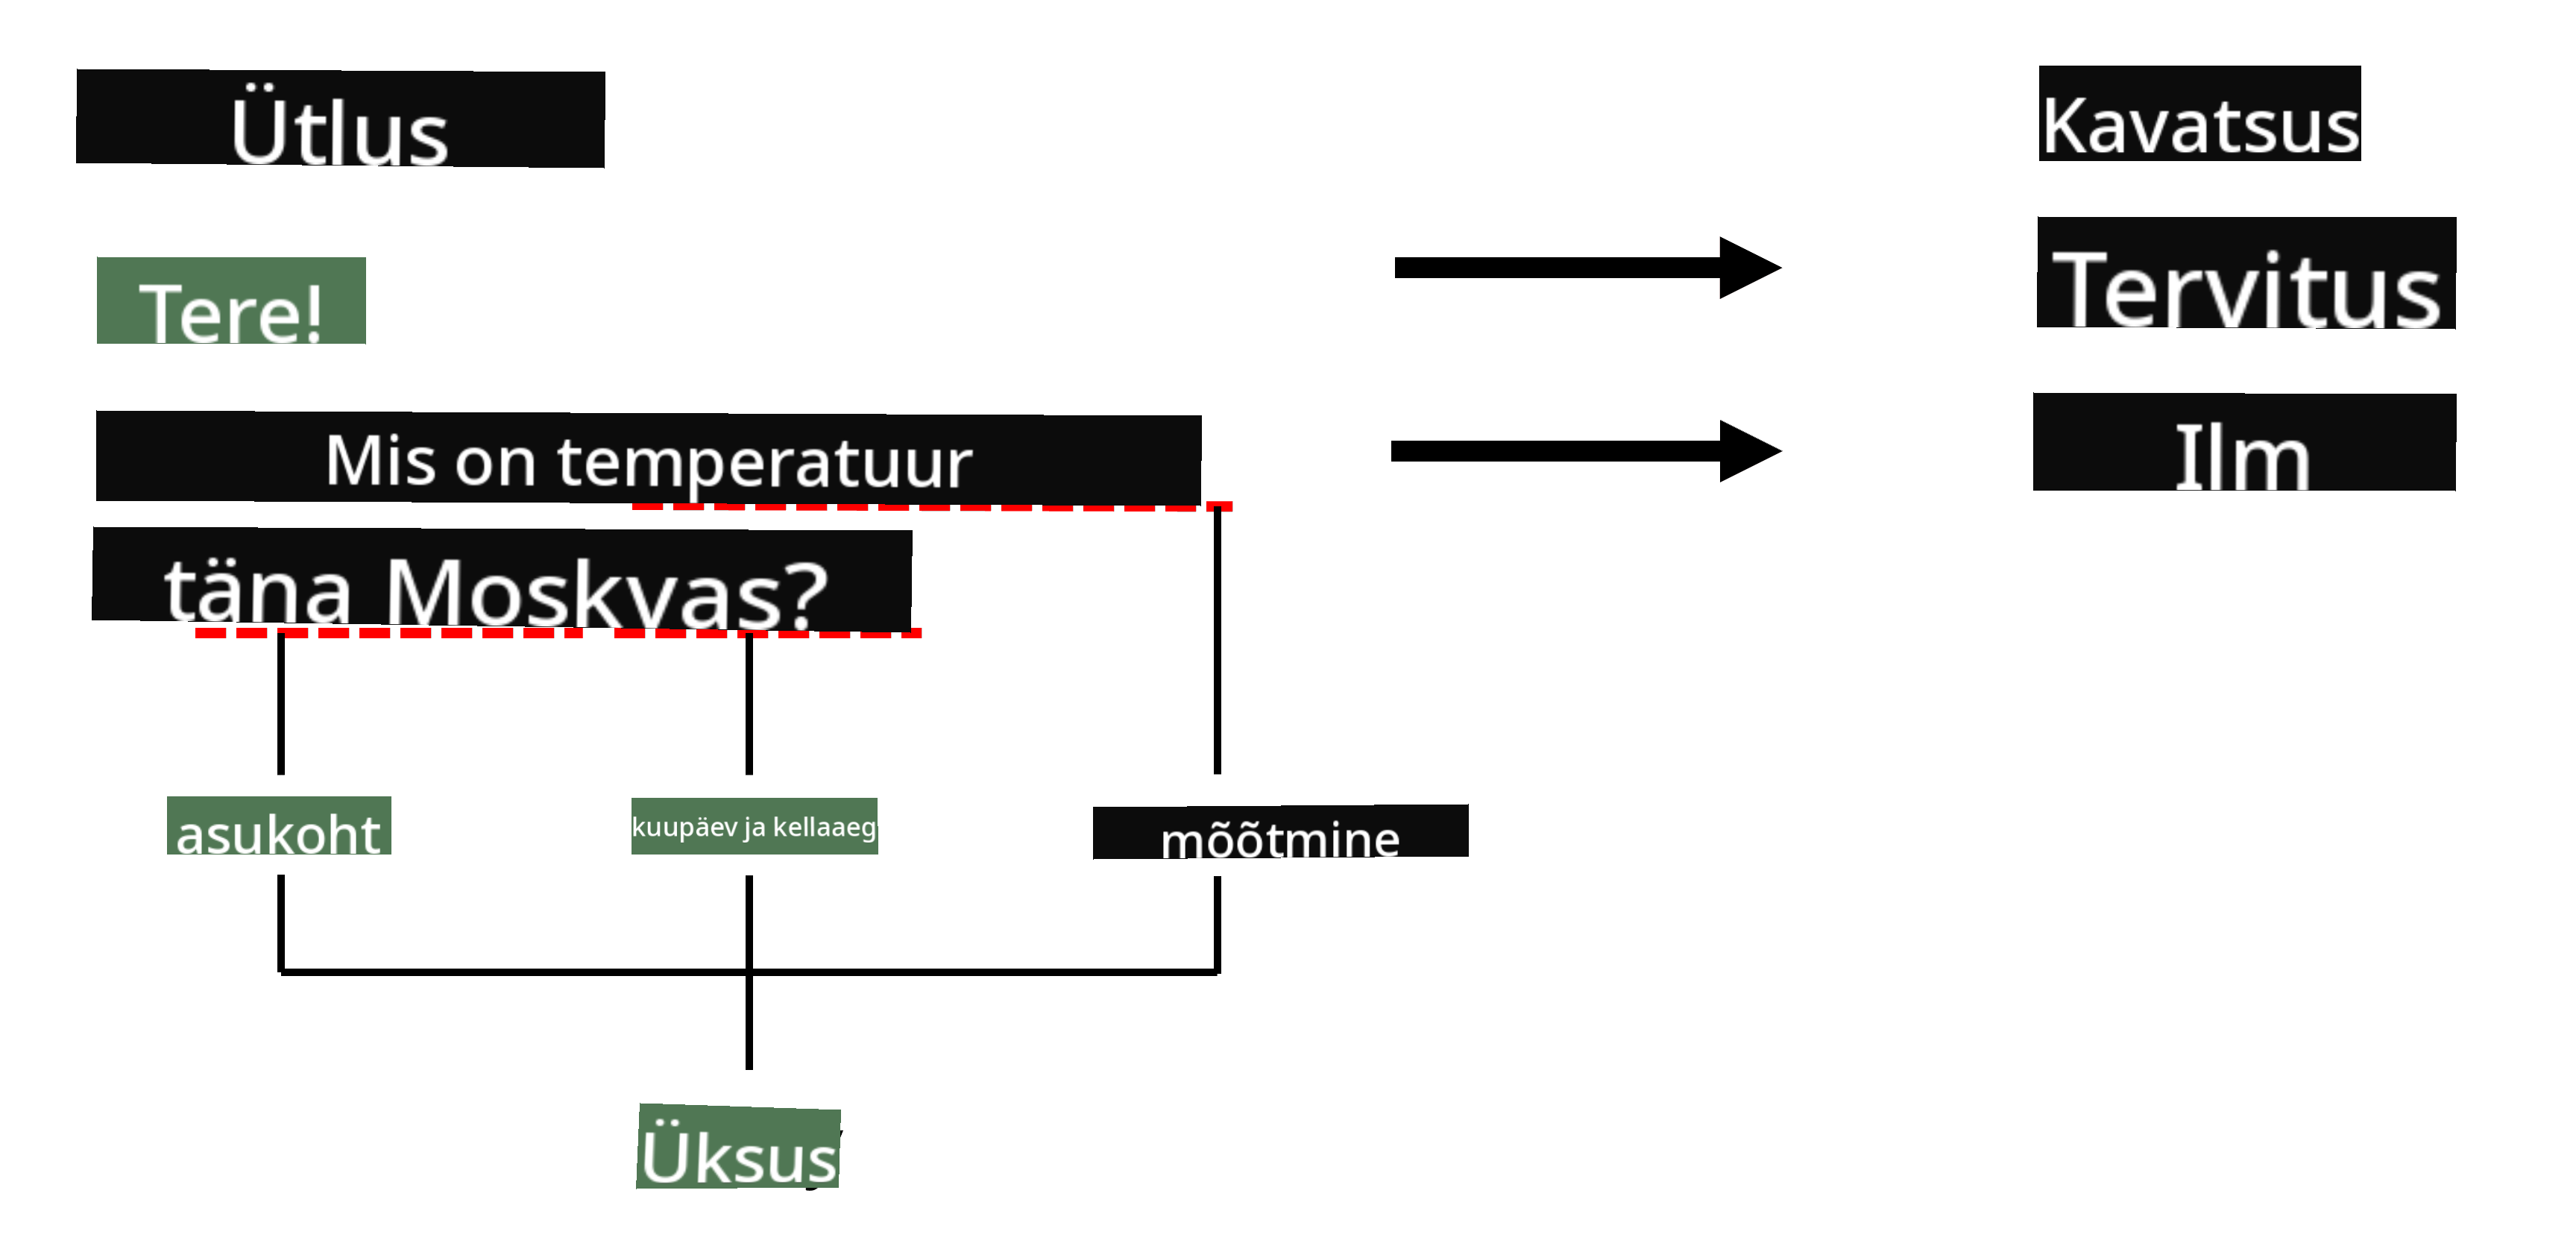 Ütlus
Kavatsus
Tere!
Tervitus
Mis on temperatuur
täna Moskvas?
Ilm
asukoht
kuupäev ja kellaaeg
mõõtmine
Üksus